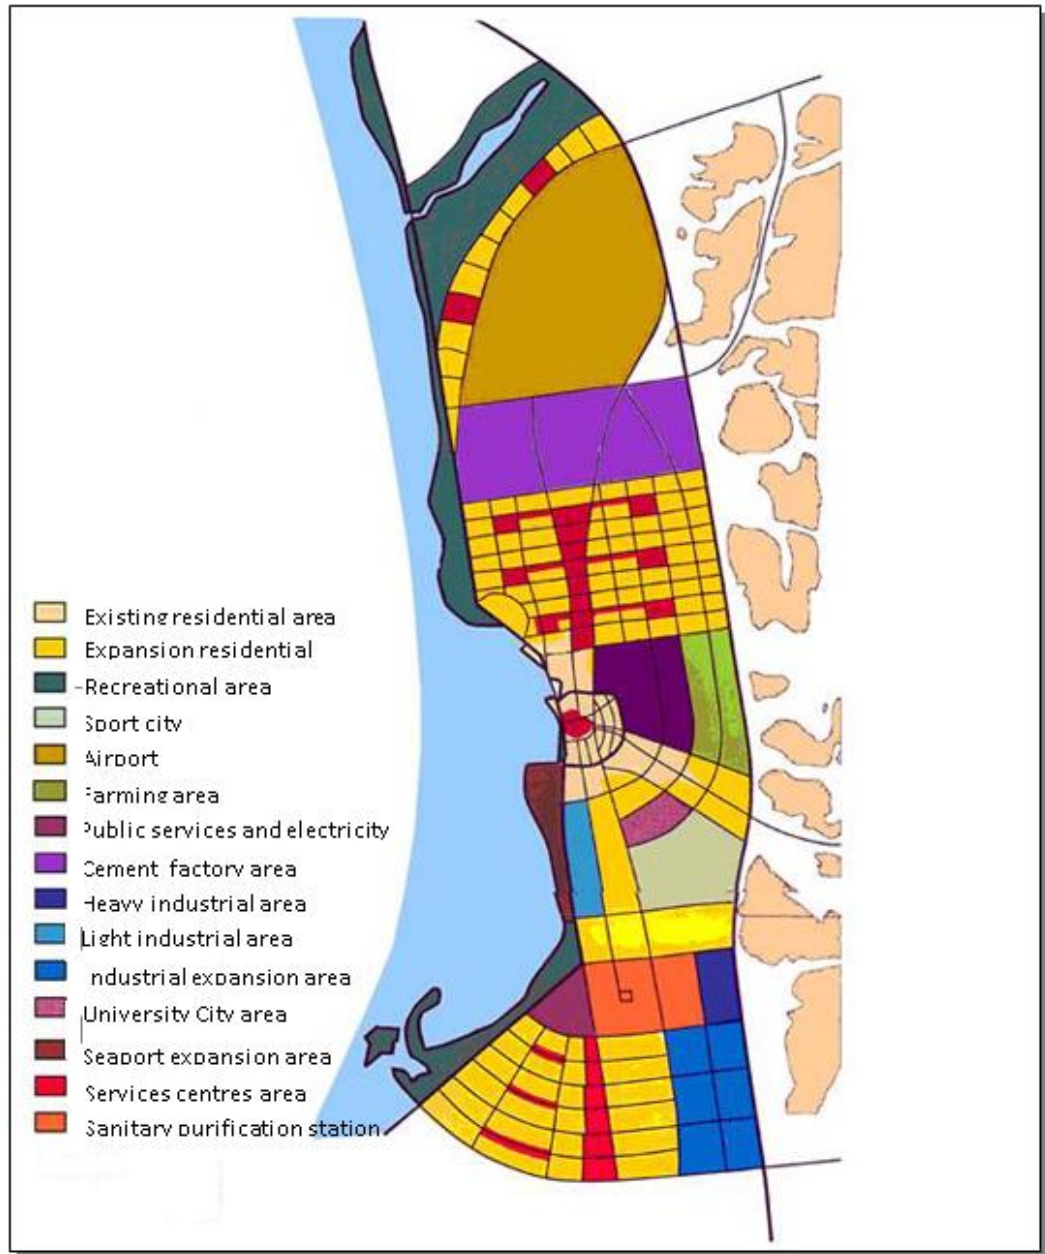 Existing residential area
Expansion residential
Recreational area
Sport city
Airport
Farming area
Public services and electricity
Cement factory area
Heavy industrial area
Light industrial area
Industrial expansion area
University City area
Seaport expansion area
Services centres area
Sanitary purification station